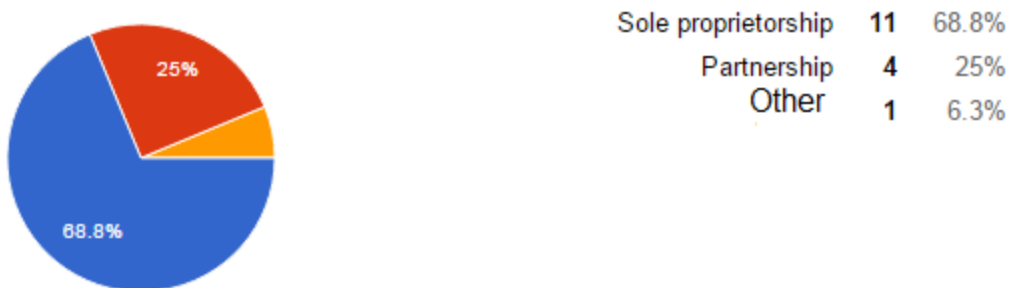 25%
68.8%
Sole proprietorship 11 68.8%
Partnership 4 25%
Other 1 6.3%